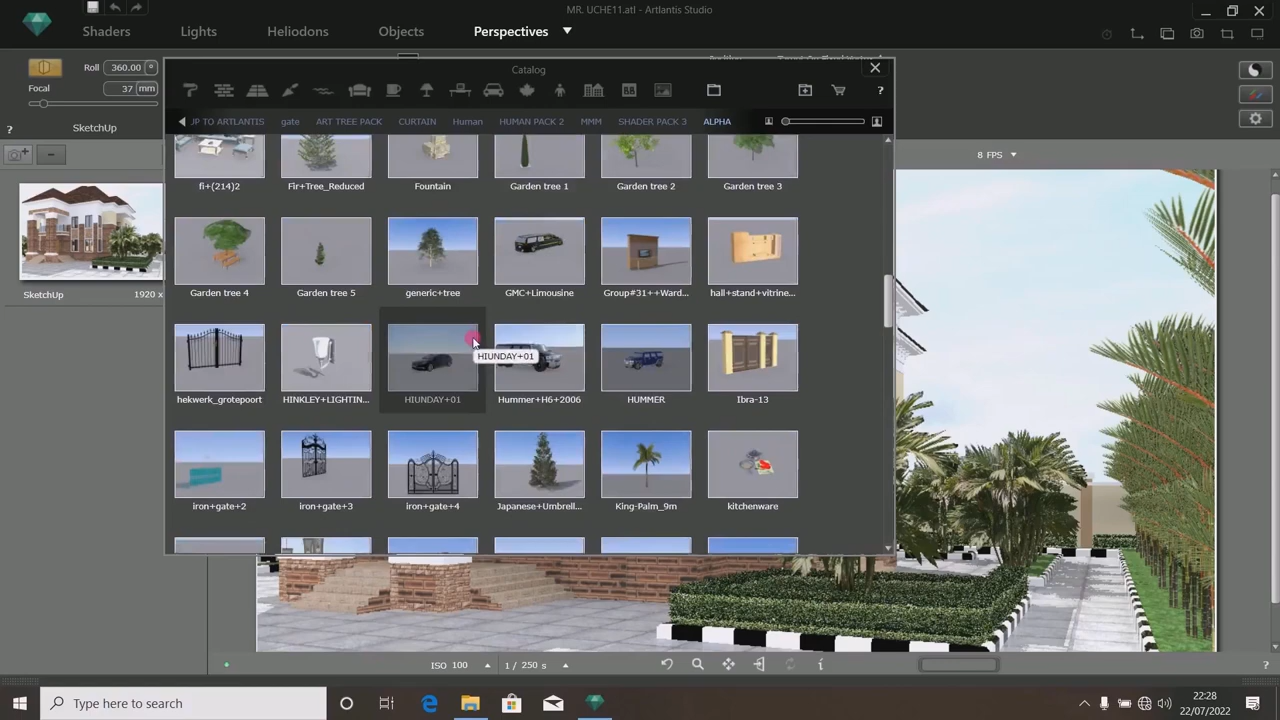 MR. UCHE11.atl - Artlantis Studio
Shaders Lights Heliodons Objects Perspectives
Roll 360.00 °
Focal 37 mm
SketchUp
?
Catalog
?
UP TO ARTLANTIS gate ART TREE PACK CURTAIN Human HUMAN PACK 2 MMM SHADER PACK 3 ALPHA
8 FPS
fi+(214)2 Fir+Tree_Reduced Fountain Garden tree 1 Garden tree 2 Garden tree 3
Garden tree 4 Garden tree 5 generic+tree GMC+Limousine Group#31++Ward... hall+stand+vitrine...
SketchUp 1920 x
HIUNDAY+01
hekwerk_grotepoort HINKLEY+LIGHTIN... HIUNDAY+01 Hummer+H6+2006 HUMMER Ibra-13
iron+gate+2 iron+gate+3 iron+gate+4 Japanese+Umbrell... King-Palm_9m kitchenware
ISO 100 1 / 250 s ?
Type here to search
22:28
22/07/2022